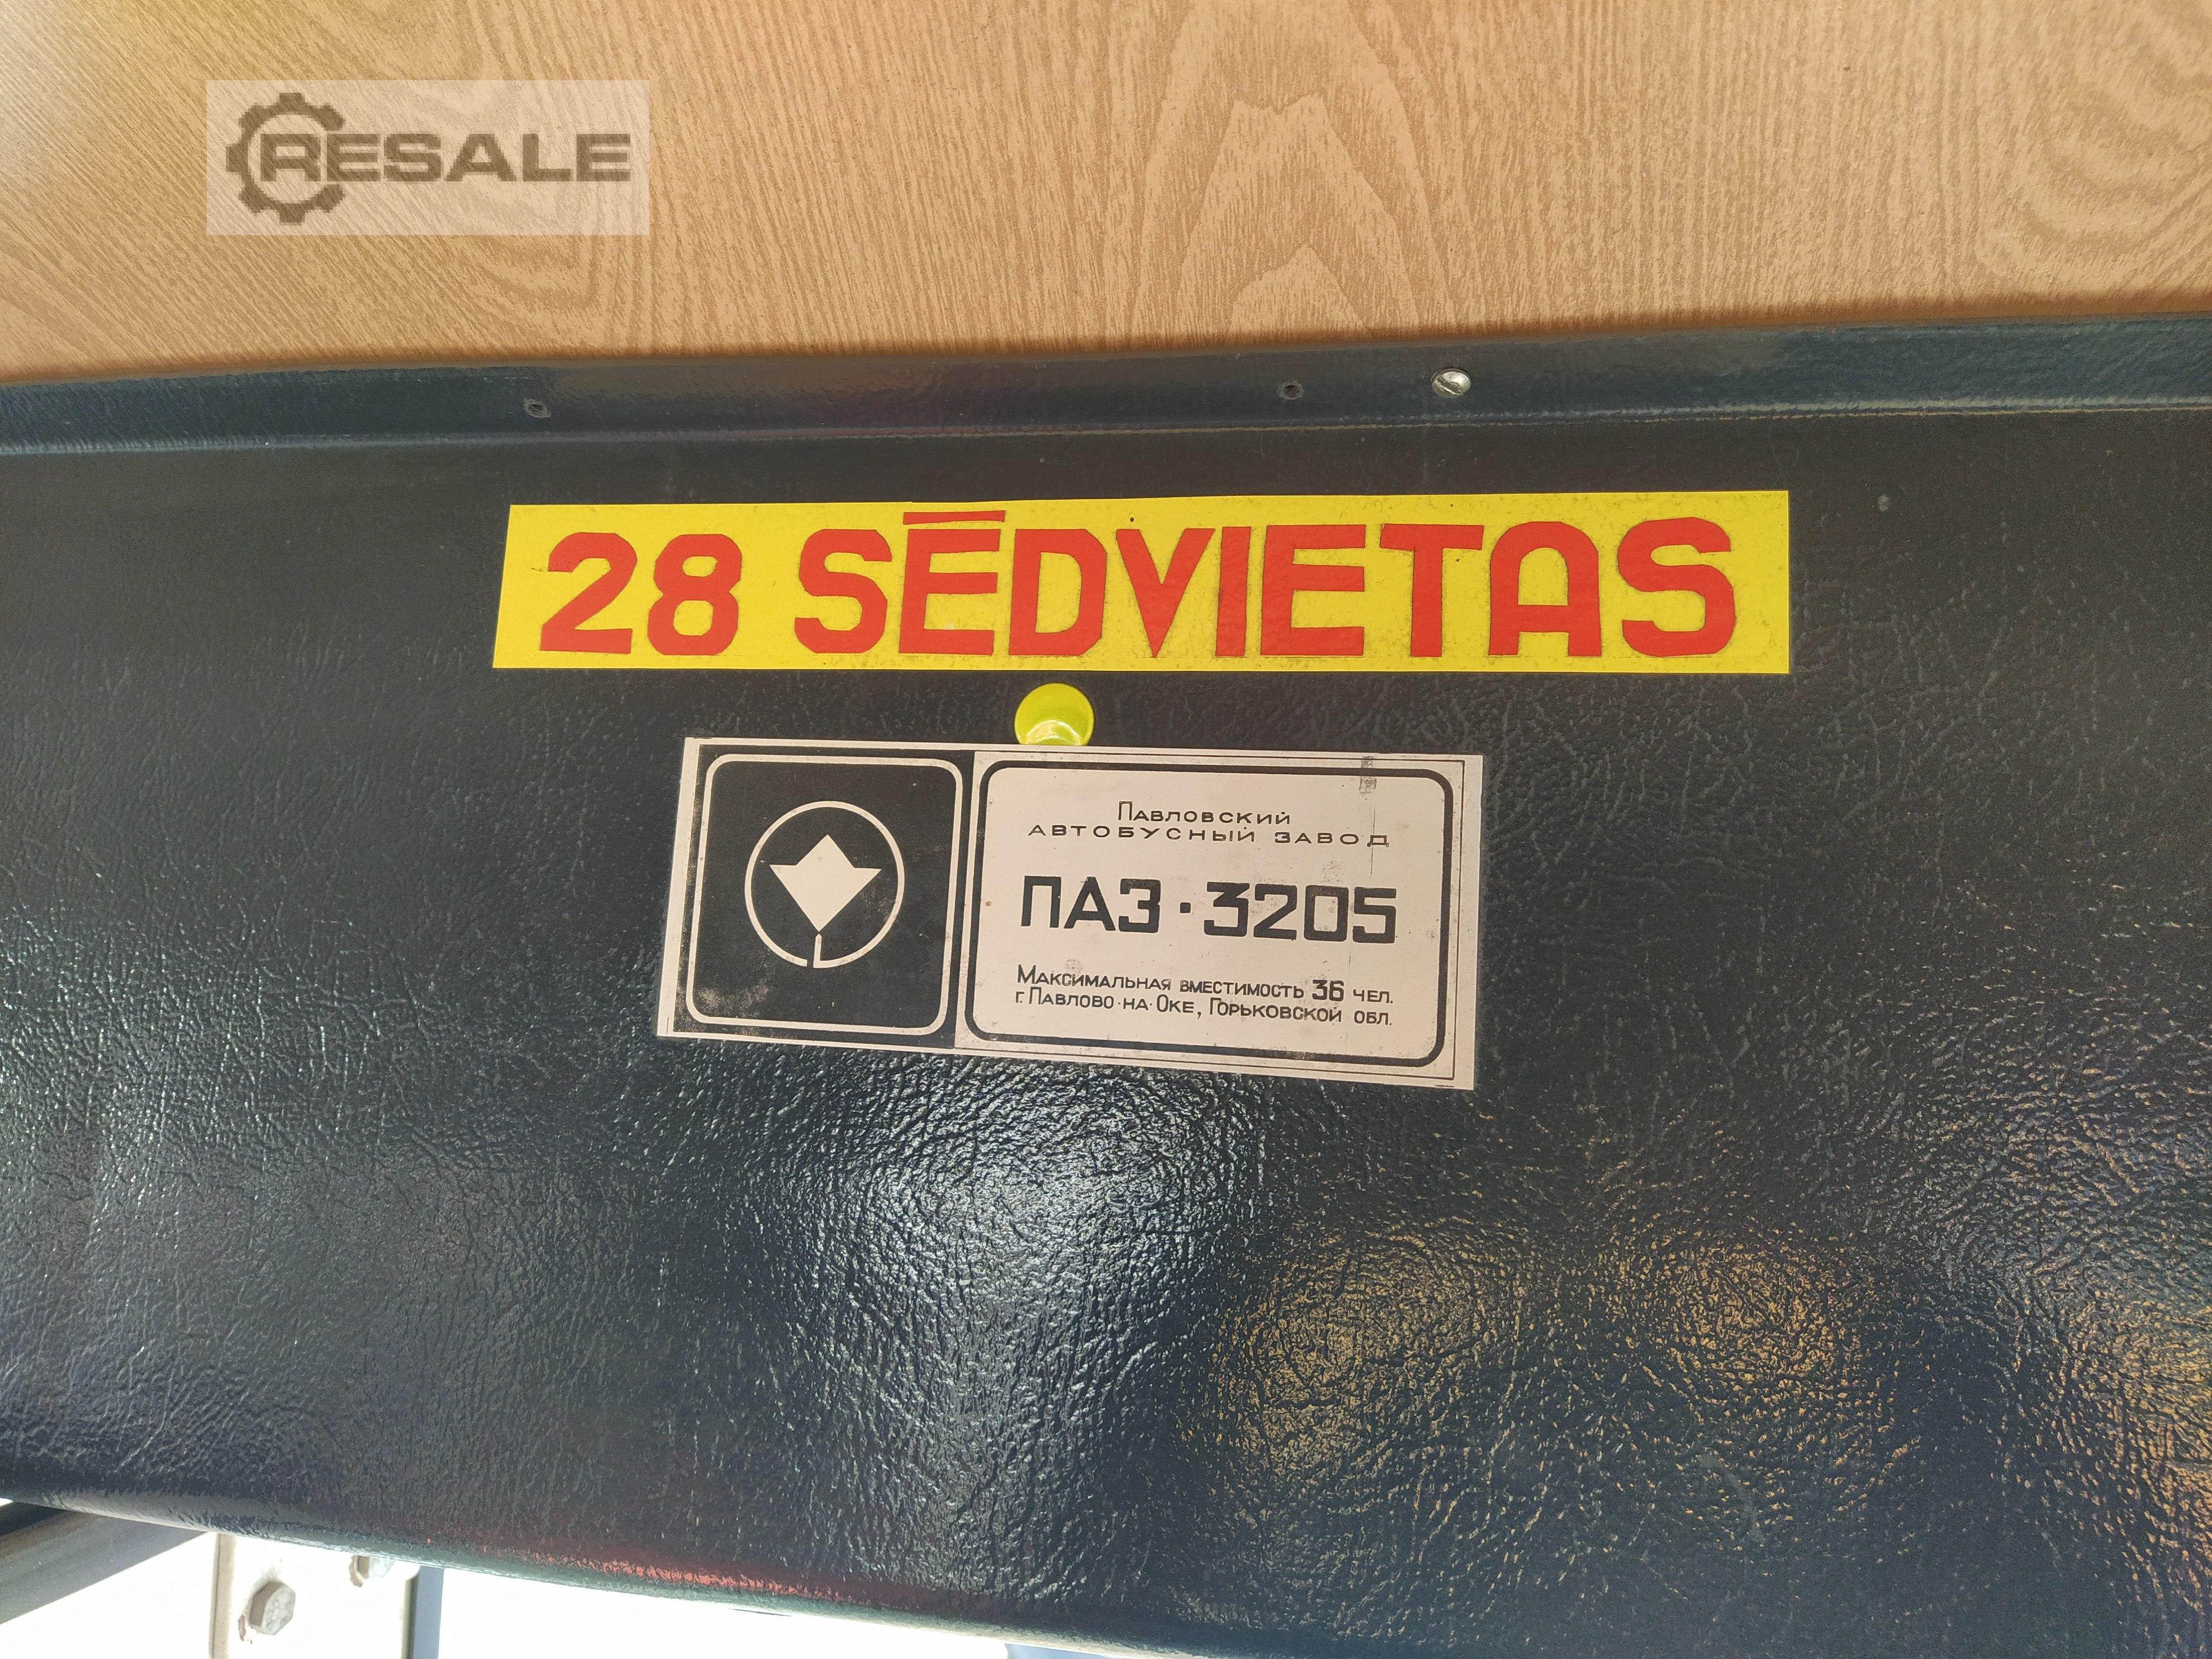 RESALE
28 SĒDVIETAS
Павловский
автобусный завод
ПАЗ·3205
Максимальная вместимость 36 чел.
г. Павлово-на-Оке, Горьковской обл.